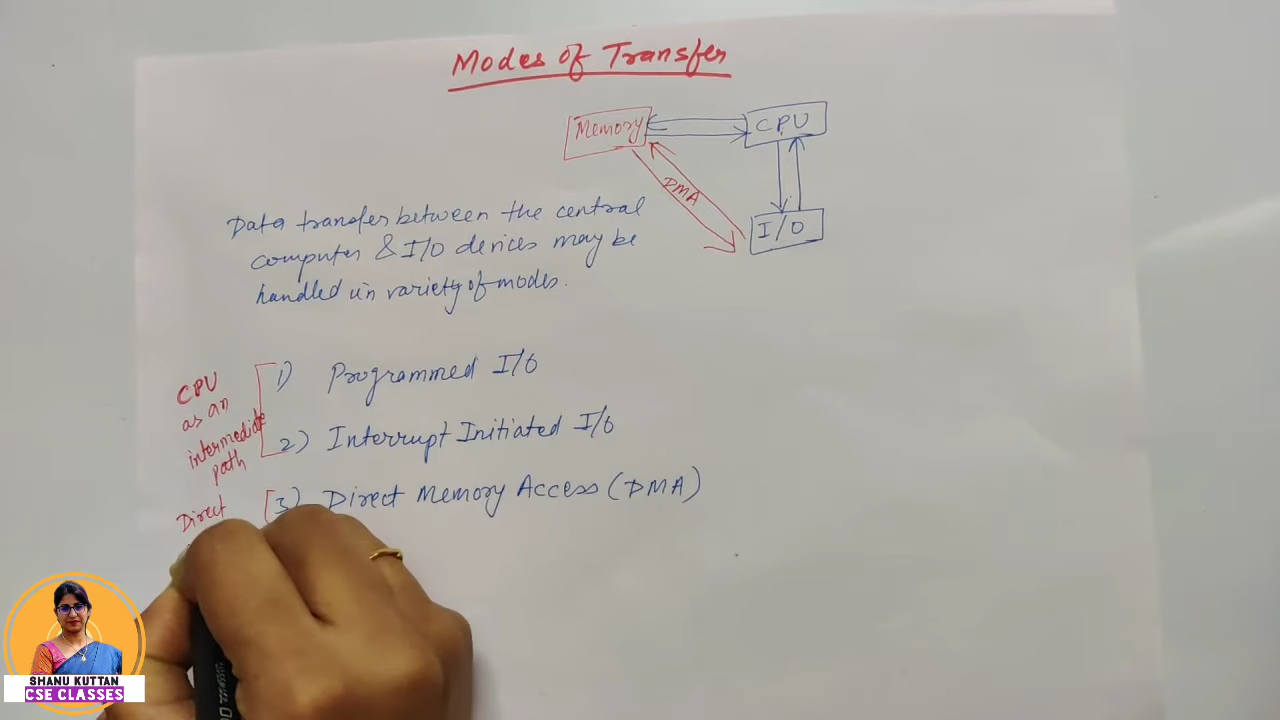 Modes of Transfer
Memory
CPU
DMA
I/O
Data transfer between the central
computer & I/O devices may be
handled in variety of modes.
CPU
as an
intermediate
path
1) Programmed I/O
2) Interrupt Initiated I/O
Direct
3) Direct Memory Access (DMA)
SHANU KUTTAN
CSE CLASSES